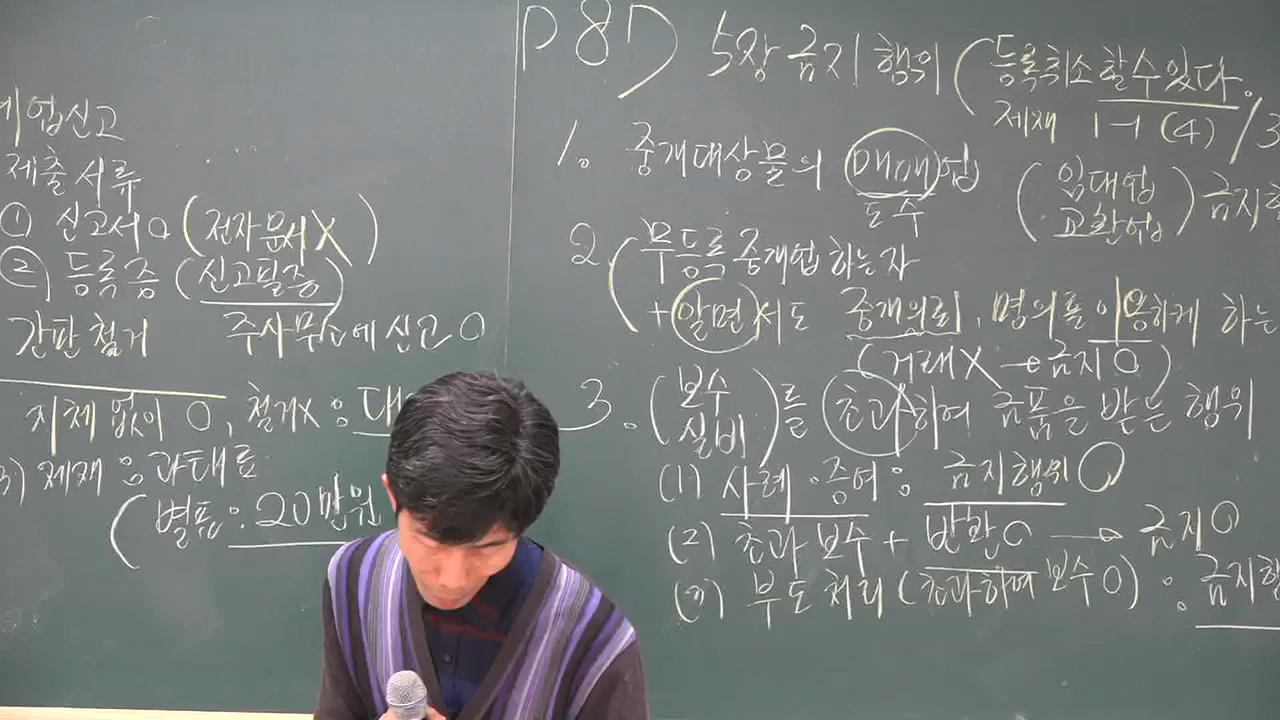 폐업신고
제출서류
① 신고서○ (전자문서X)
② 등록증 (신고필증)
간판철거 주사무소에 신고○
지체없이 ○, 철거X : 대
3) 제재 : 과태료
(별표 : 20만원
P87) 5장 금지행위 (등록취소할수있다.
제재 1-1 (4) / 3
1. 중개대상물의 매매업
도수
(임대업
교환업) 금지
2. (무등록중개업하는자
+ 알면서도 중개의뢰, 명의를 이용하게 하는
(거래X → 금지○)
3. (보수
실비)를 초과하여 금품을 받는 행위
(1) 사례·증여 : 금지행위○
(2) 초과보수 + 반환○ → 금지○
(3) 부도처리 (초과하여 보수○) : 금지행